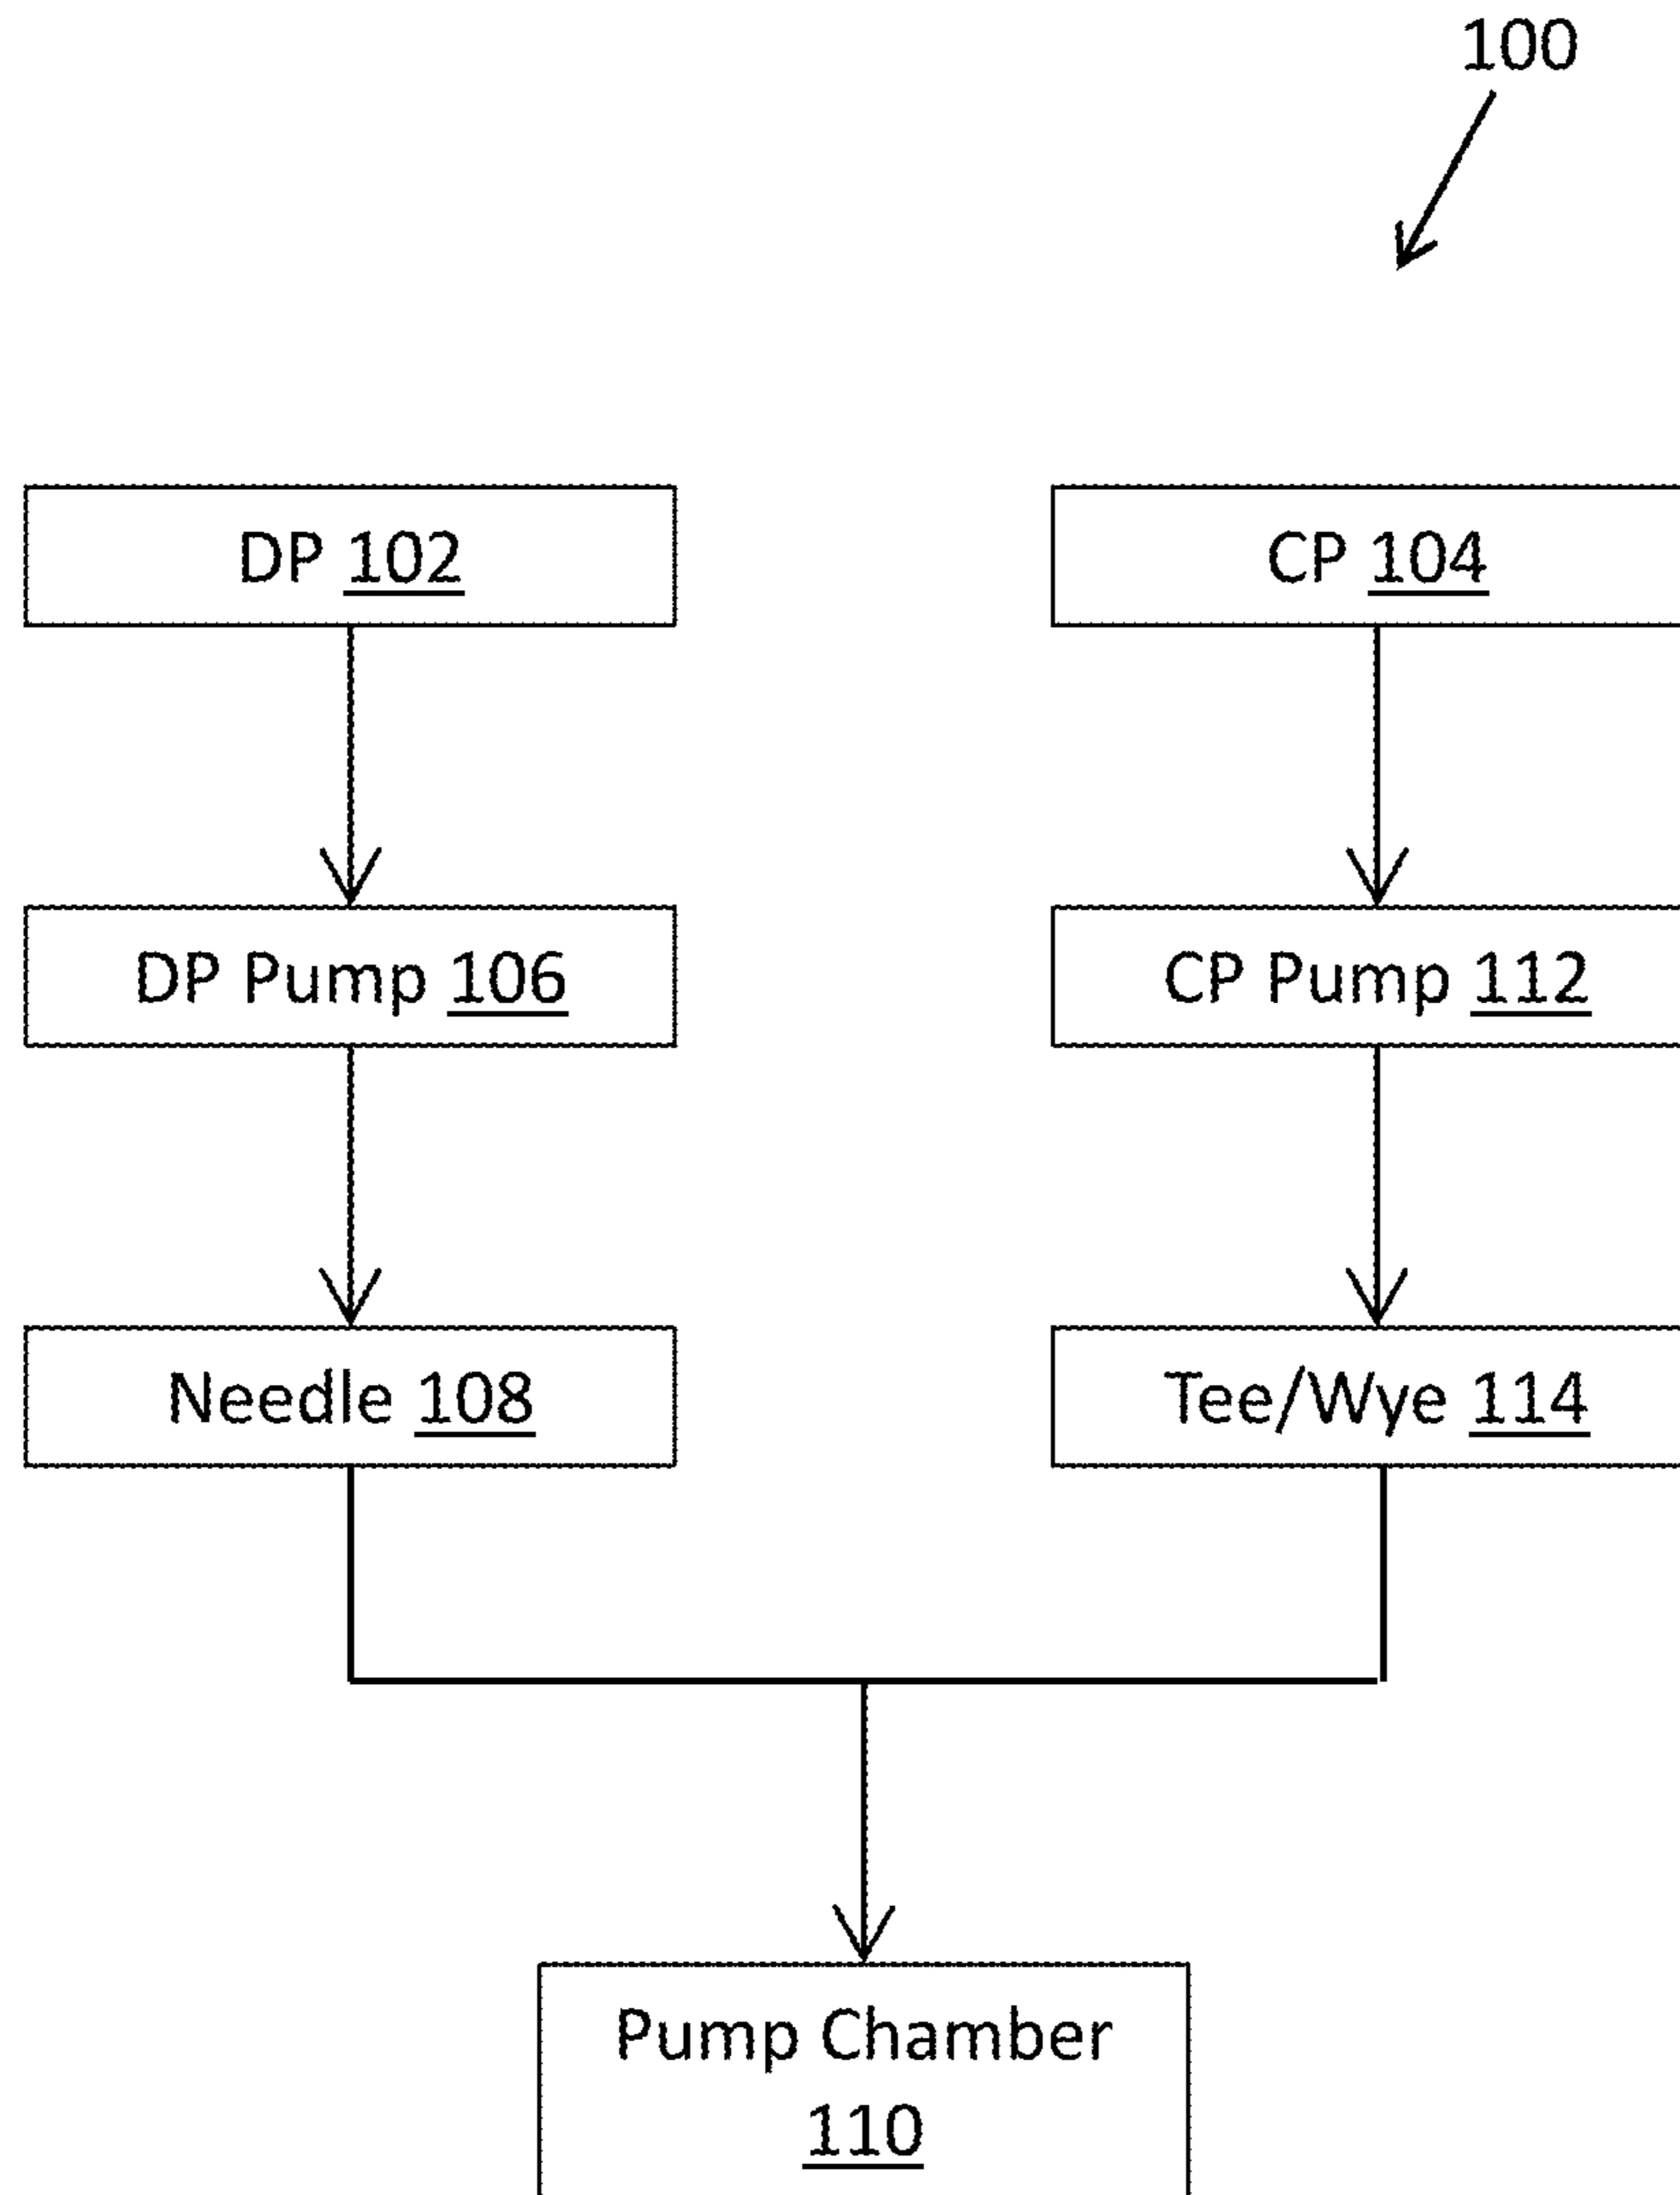 100
DP 102
CP 104
DP Pump 106
CP Pump 112
Needle 108
Tee/Wye 114
Pump Chamber
110